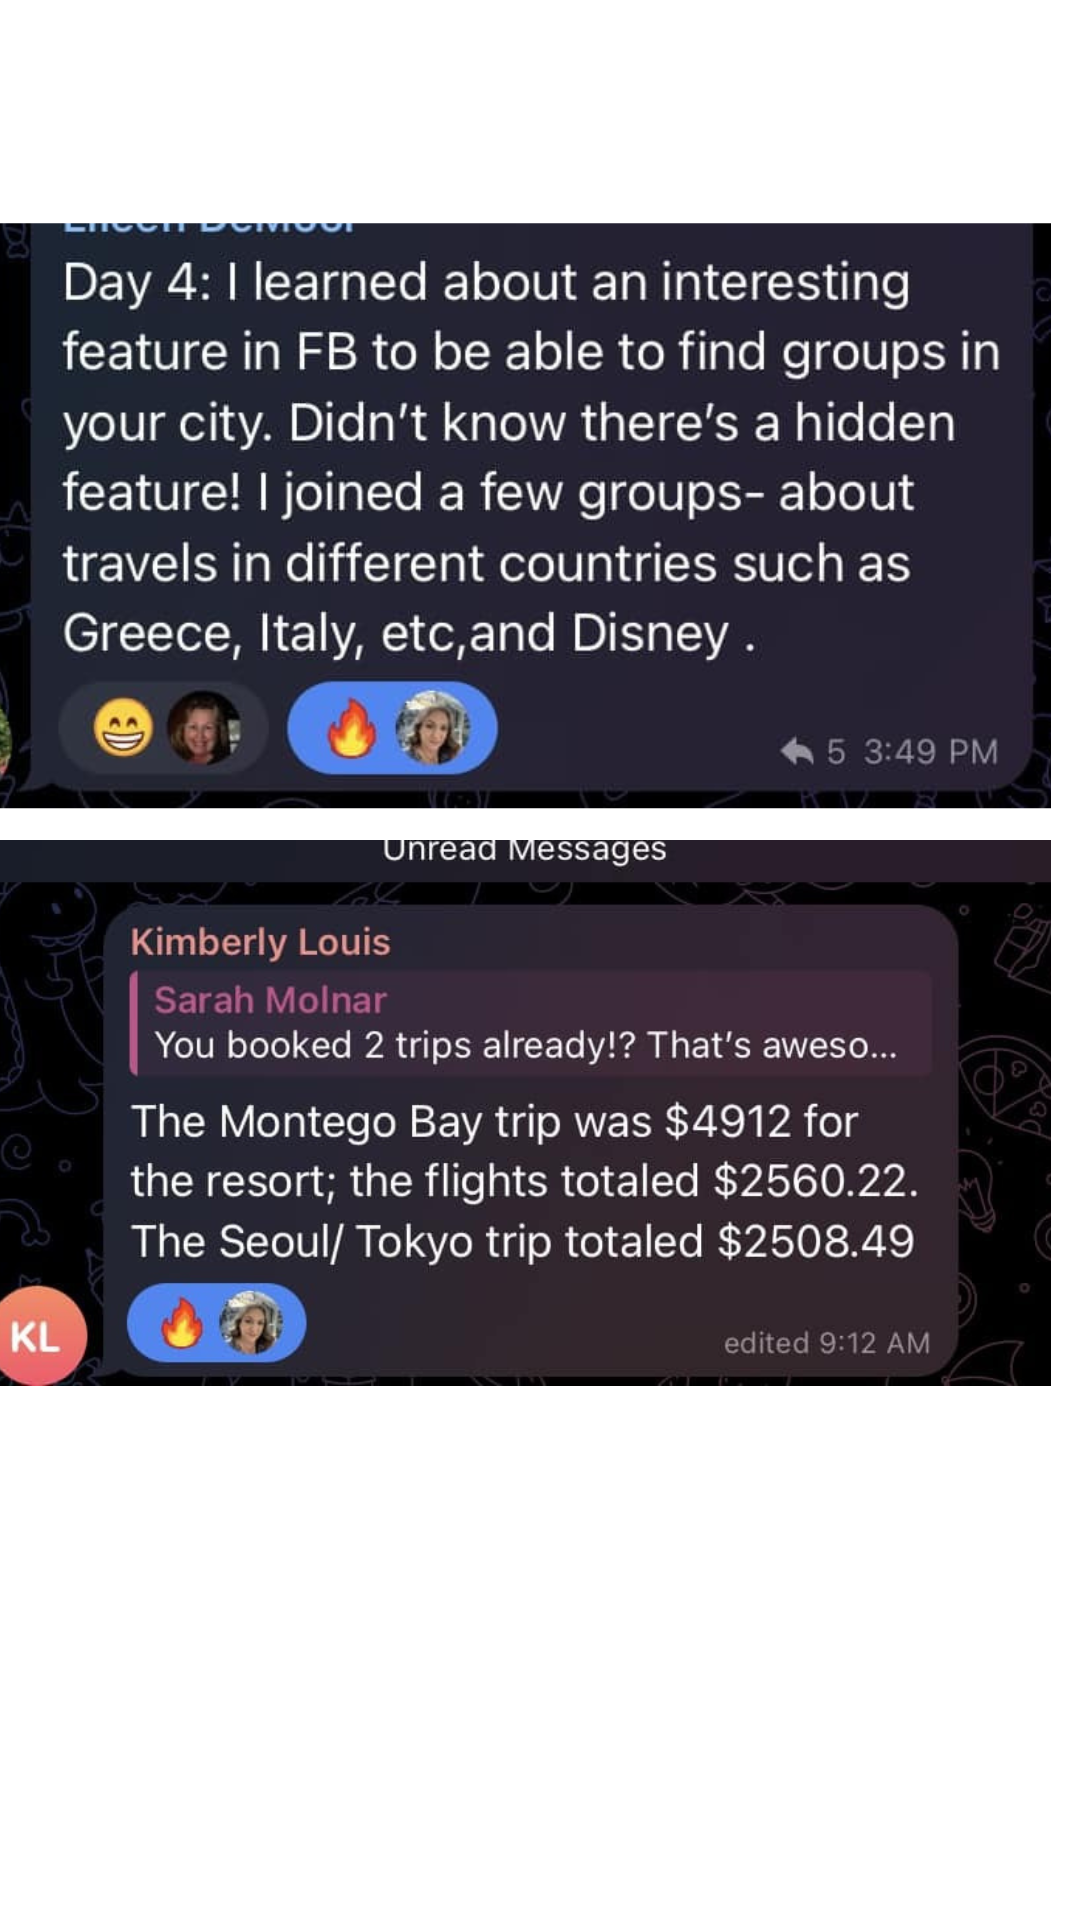 Eileen DeMoor
Day 4: I learned about an interesting
feature in FB to be able to find groups in
your city. Didn’t know there’s a hidden
feature! I joined a few groups- about
travels in different countries such as
Greece, Italy, etc,and Disney .
5 3:49 PM
Unread Messages
Kimberly Louis
Sarah Molnar
You booked 2 trips already!? That’s aweso...
The Montego Bay trip was $4912 for
the resort; the flights totaled $2560.22.
The Seoul/ Tokyo trip totaled $2508.49
KL
edited 9:12 AM